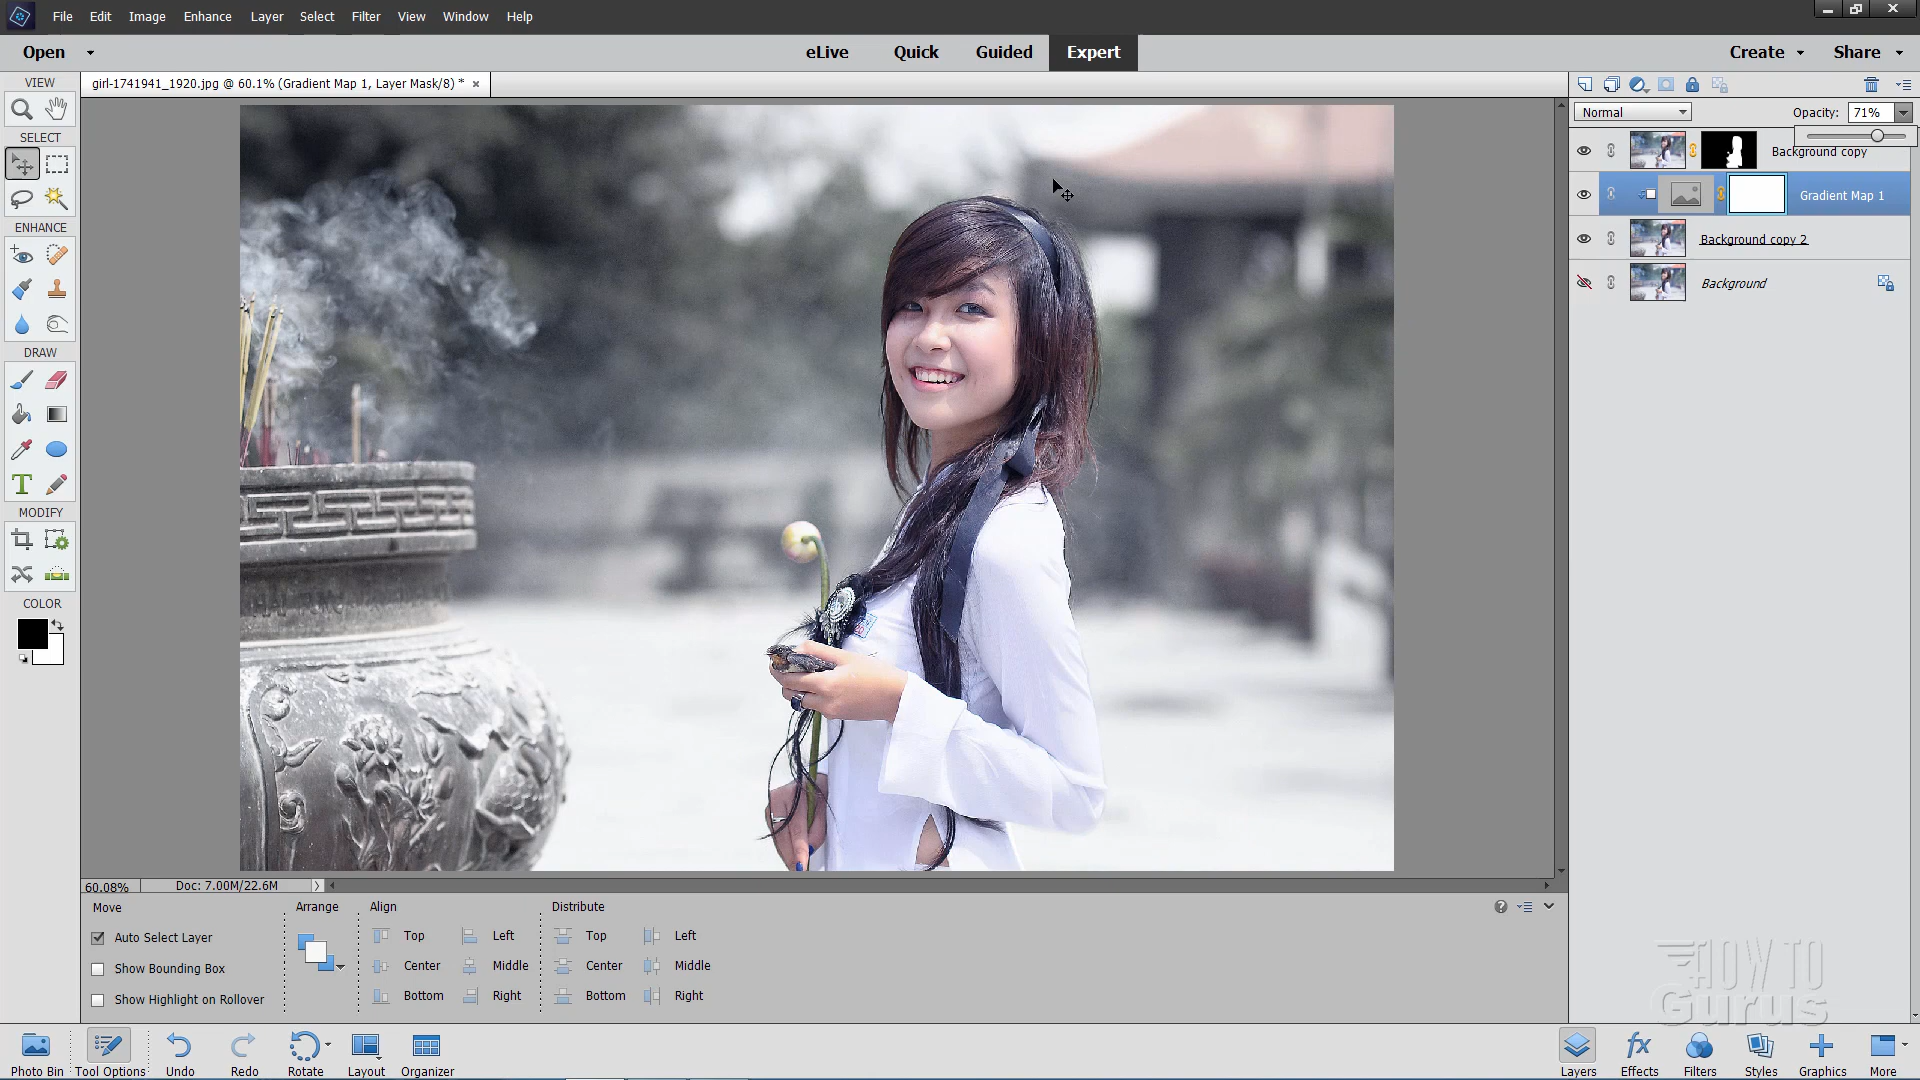 File Edit Image Enhance Layer Select Filter View Window Help
Open eLive Quick Guided Expert Create Share
VIEW girl-1741941_1920.jpg @ 60.1% (Gradient Map 1, Layer Mask/8) * ×
Normal Opacity: 71%
SELECT
Background copy
Gradient Map 1
ENHANCE
Background copy 2
Background
DRAW
T
MODIFY
COLOR
60.08% Doc: 7.00M/22.6M
Move Arrange Align Distribute
Auto Select Layer Top Left Top Left
Show Bounding Box Center Middle Center Middle
Show Highlight on Rollover Bottom Right Bottom Right
HOW TO
Gurus
Photo Bin Tool Options Undo Redo Rotate Layout Organizer Layers Effects Filters Styles Graphics More